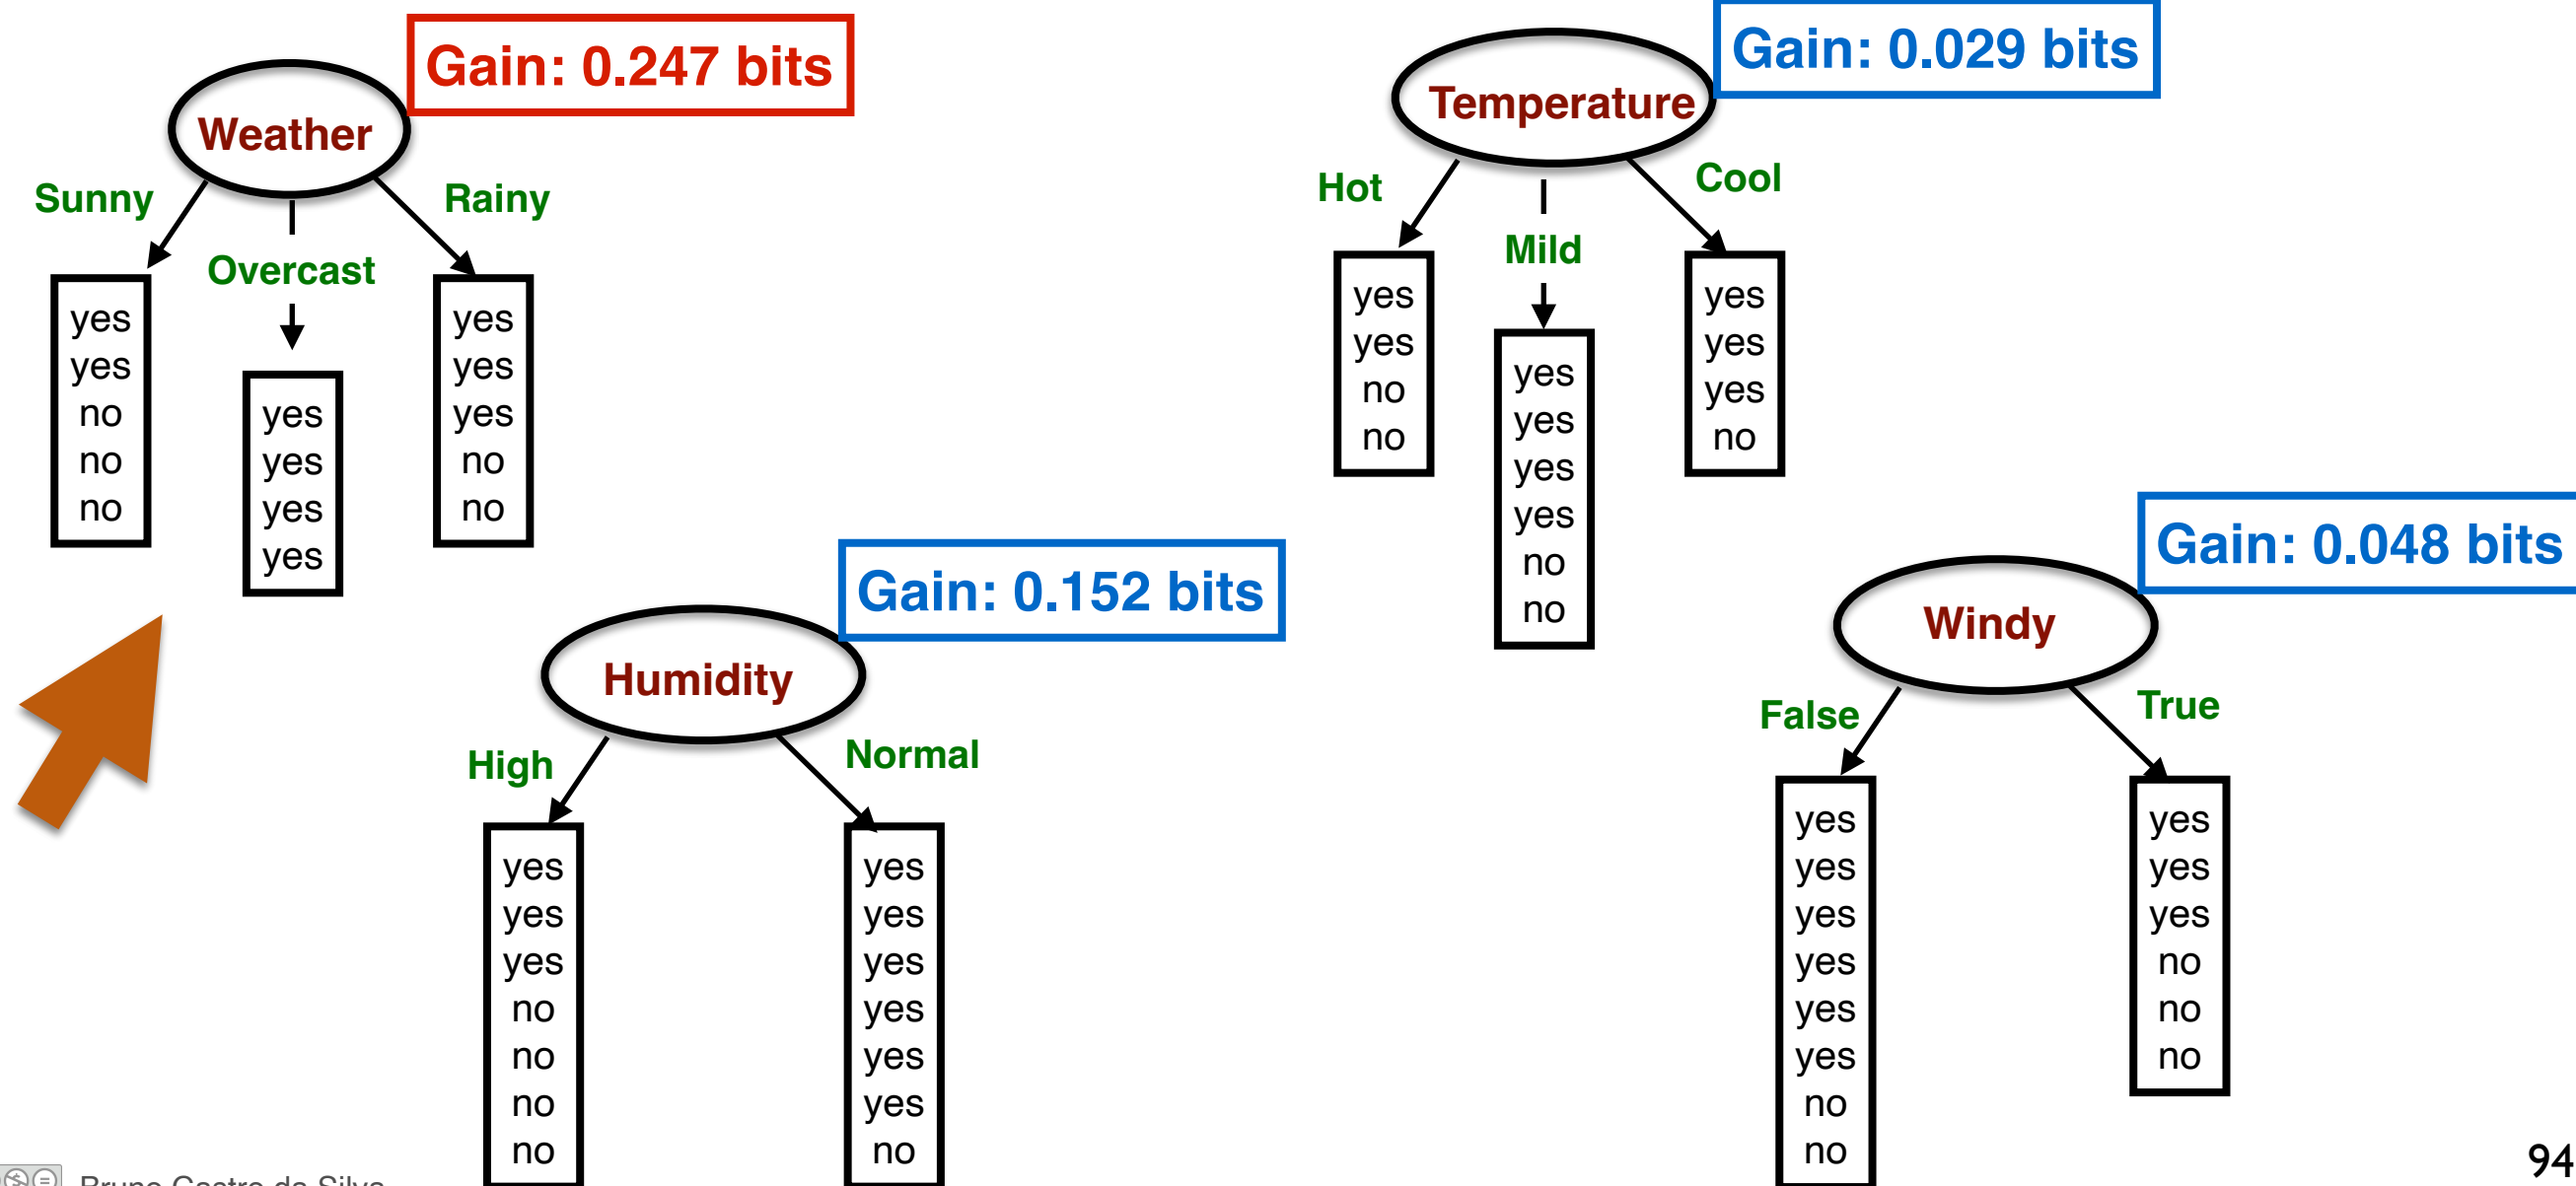 Gain: 0.247 bits
Weather
Sunny
Overcast
Rainy
yes
yes
no
no
no
yes
yes
yes
yes
yes
yes
yes
no
no
Gain: 0.029 bits
Temperature
Hot
Mild
Cool
yes
yes
no
no
yes
yes
yes
yes
no
no
yes
yes
yes
no
Gain: 0.152 bits
Humidity
High
Normal
yes
yes
yes
no
no
no
no
yes
yes
yes
yes
yes
yes
no
Gain: 0.048 bits
Windy
False
True
yes
yes
yes
yes
yes
yes
no
no
yes
yes
yes
no
no
no
Bruno Castro da Silva
94